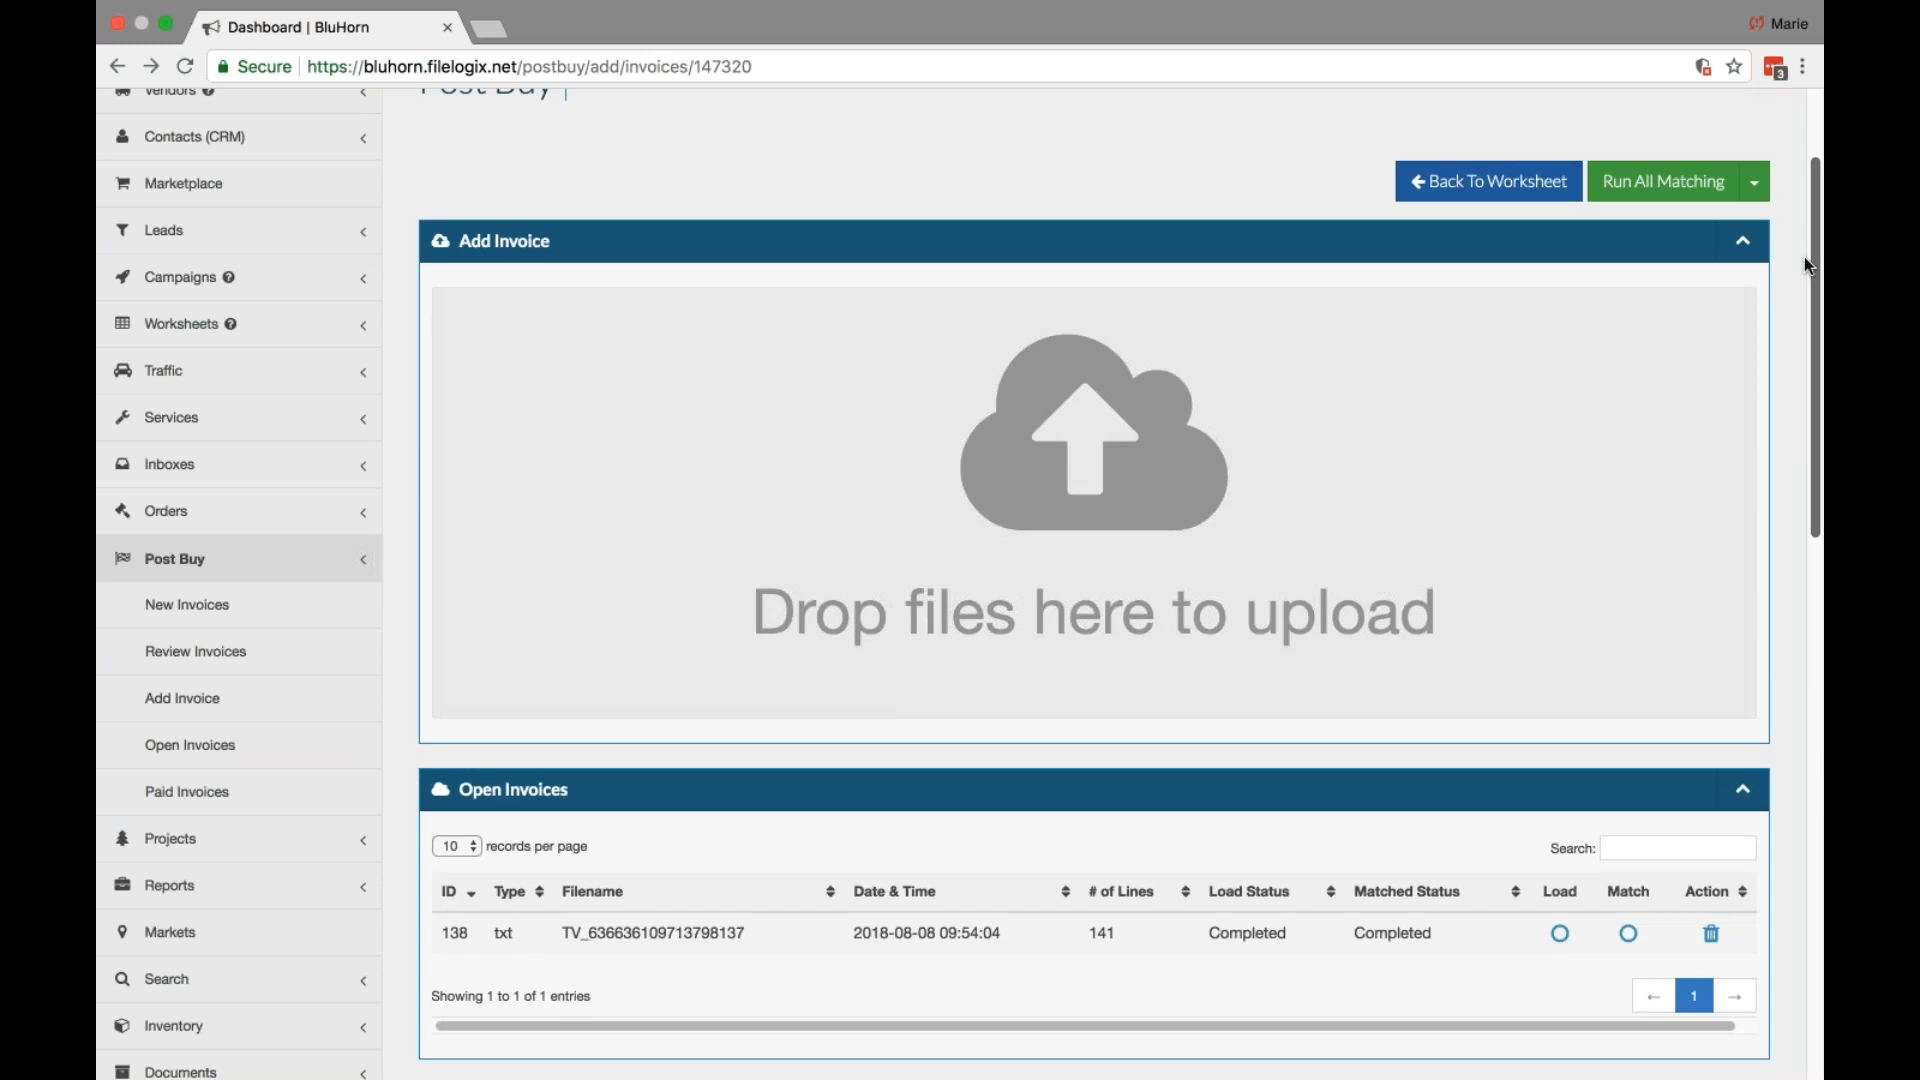 Dashboard | BluHorn
Marie
Secure https://bluhorn.filelogix.net/postbuy/add/invoices/147320
3
Vendors
Post Buy
Contacts (CRM)
Marketplace
Back To Worksheet
Run All Matching
Leads
Add Invoice
Campaigns
Worksheets
Traffic
Services
Inboxes
Orders
Post Buy
New Invoices
Drop files here to upload
Review Invoices
Add Invoice
Open Invoices
Paid Invoices
Open Invoices
Projects
10 records per page
Search:
Reports
ID Type Filename Date & Time # of Lines Load Status Matched Status Load Match Action
Markets
138 txt TV_636636109713798137 2018-08-08 09:54:04 141 Completed Completed
Search
Showing 1 to 1 of 1 entries
← 1 →
Inventory
Documents